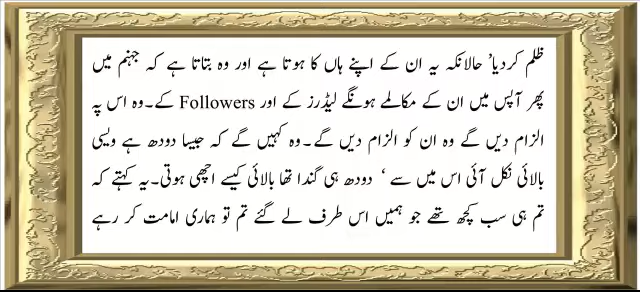 ظلم کردیا’ حالانکہ یہ ان کے اپنے ہاں کا ہوتا ہے اور وہ بتاتا ہے کہ جہنم میں
پھر آپس میں ان کے مکالمے ہونگے لیڈرز کے اور Followers کے۔وہ اس پہ
الزام دیں گے وہ ان کو الزام دیں گے۔وہ کہیں گے کہ جیسا دودھ ہے ویسی
بالائی نکل آئی اس میں سے ‘ دودھ ہی گندا تھا بالائی کیسے اچھی ہوتی۔یہ کہتے کہ
تم ہی سب کچھ تھے جو ہمیں اس طرف لے گئے تم تو ہماری امامت کر رہے